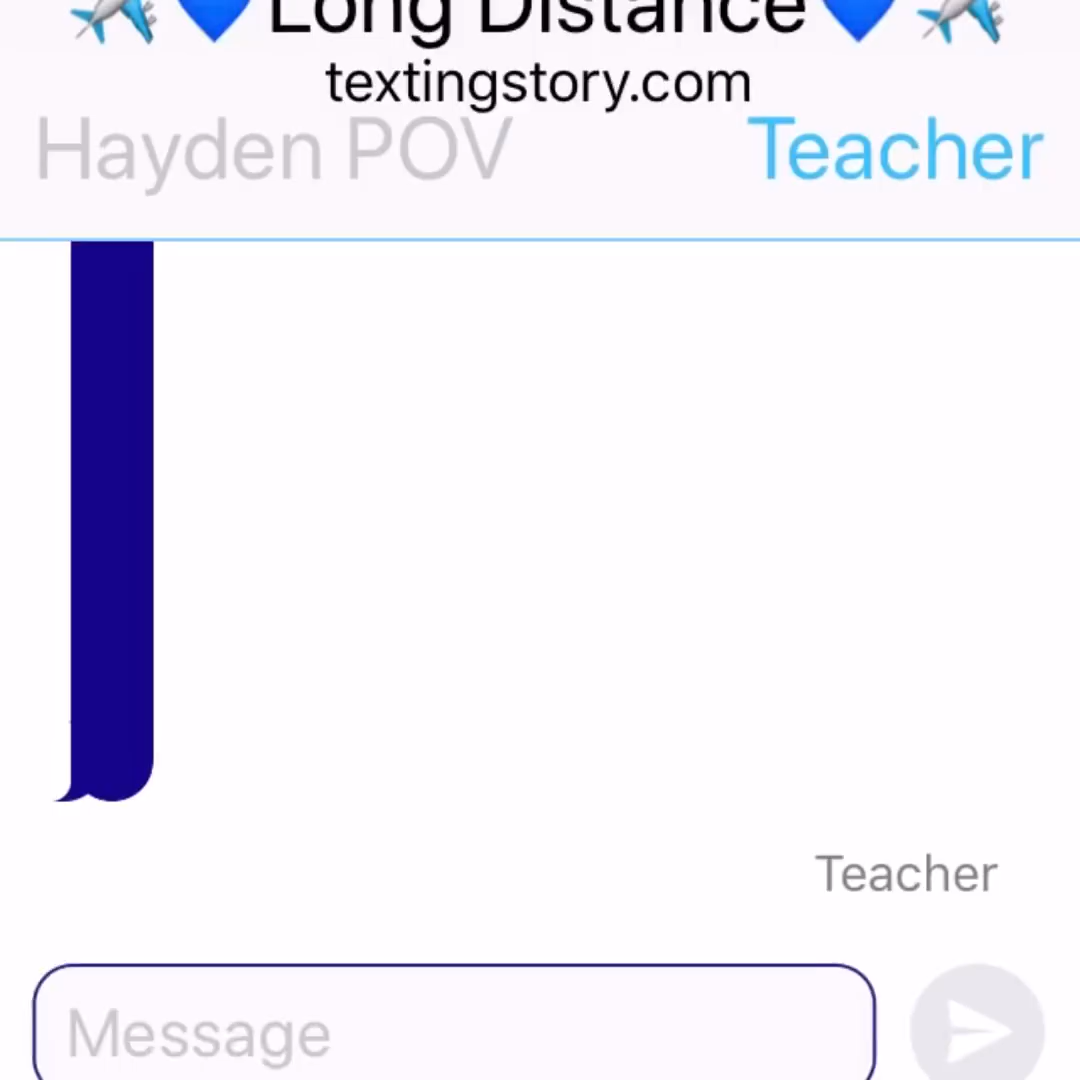 ✈️💙Long Distance💙✈️
textingstory.com
Hayden POV Teacher
Teacher
Message